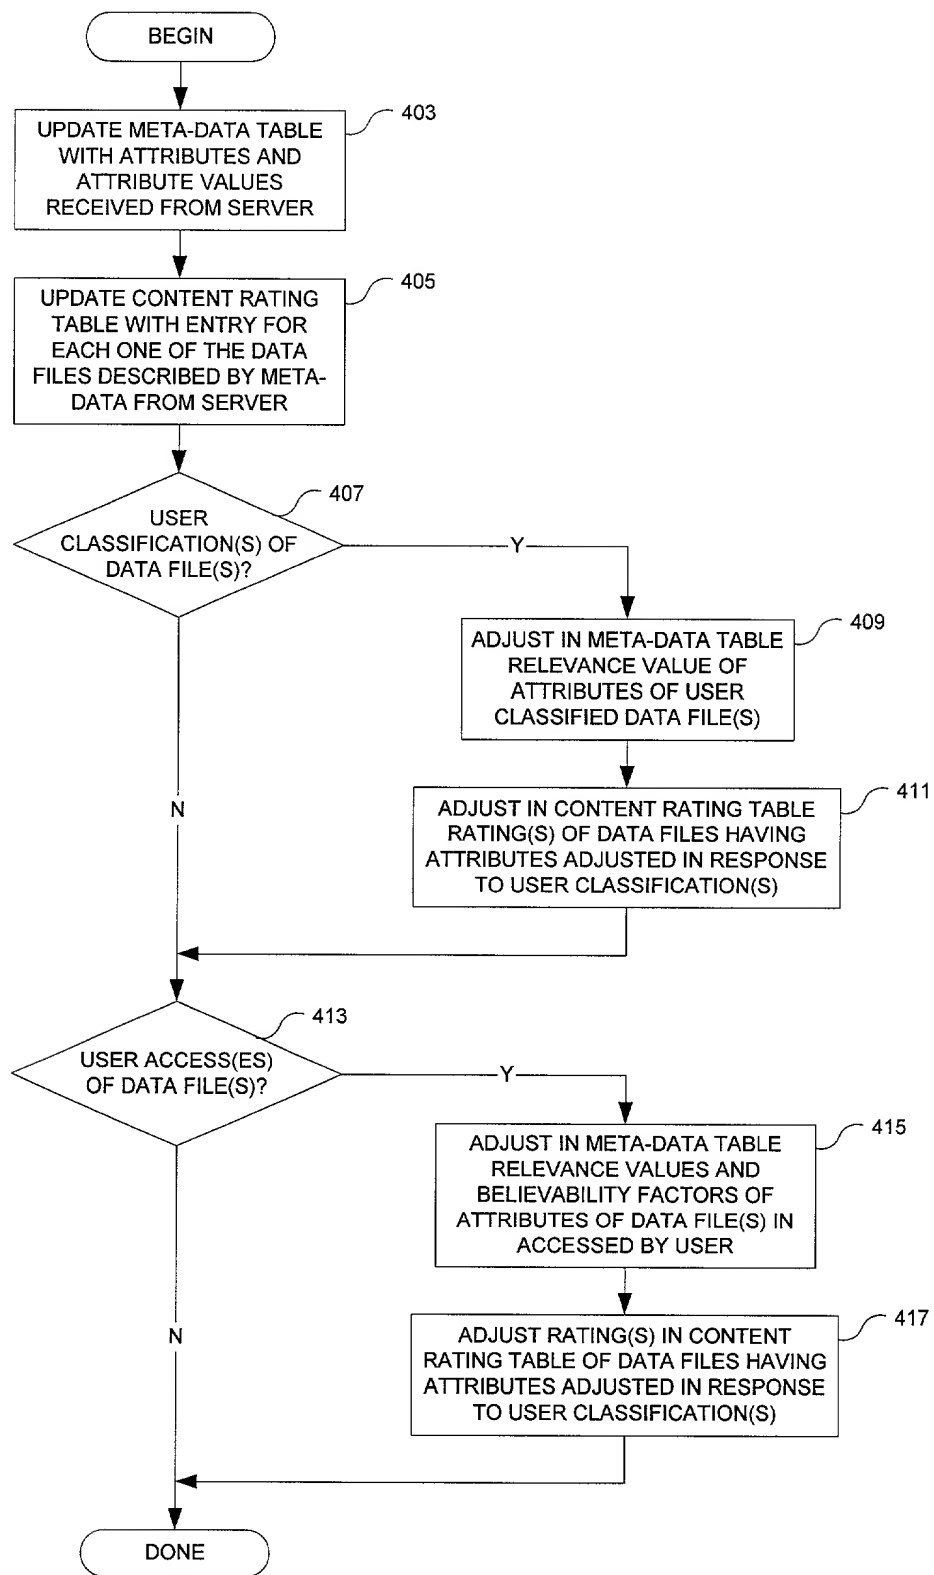 BEGIN
403
UPDATE META-DATA TABLE
WITH ATTRIBUTES AND
ATTRIBUTE VALUES
RECEIVED FROM SERVER
405
UPDATE CONTENT RATING
TABLE WITH ENTRY FOR
EACH ONE OF THE DATA
FILES DESCRIBED BY META-
DATA FROM SERVER
407
USER
CLASSIFICATION(S) OF
DATA FILE(S)?
Y
409
ADJUST IN META-DATA TABLE
RELEVANCE VALUE OF
ATTRIBUTES OF USER
CLASSIFIED DATA FILE(S)
N
411
ADJUST IN CONTENT RATING TABLE
RATING(S) OF DATA FILES HAVING
ATTRIBUTES ADJUSTED IN RESPONSE
TO USER CLASSIFICATION(S)
413
USER ACCESS(ES)
OF DATA FILE(S)?
Y
415
ADJUST IN META-DATA TABLE
RELEVANCE VALUES AND
BELIEVABILITY FACTORS OF
ATTRIBUTES OF DATA FILE(S) IN
ACCESSED BY USER
N
417
ADJUST RATING(S) IN CONTENT
RATING TABLE OF DATA FILES HAVING
ATTRIBUTES ADJUSTED IN RESPONSE
TO USER CLASSIFICATION(S)
DONE